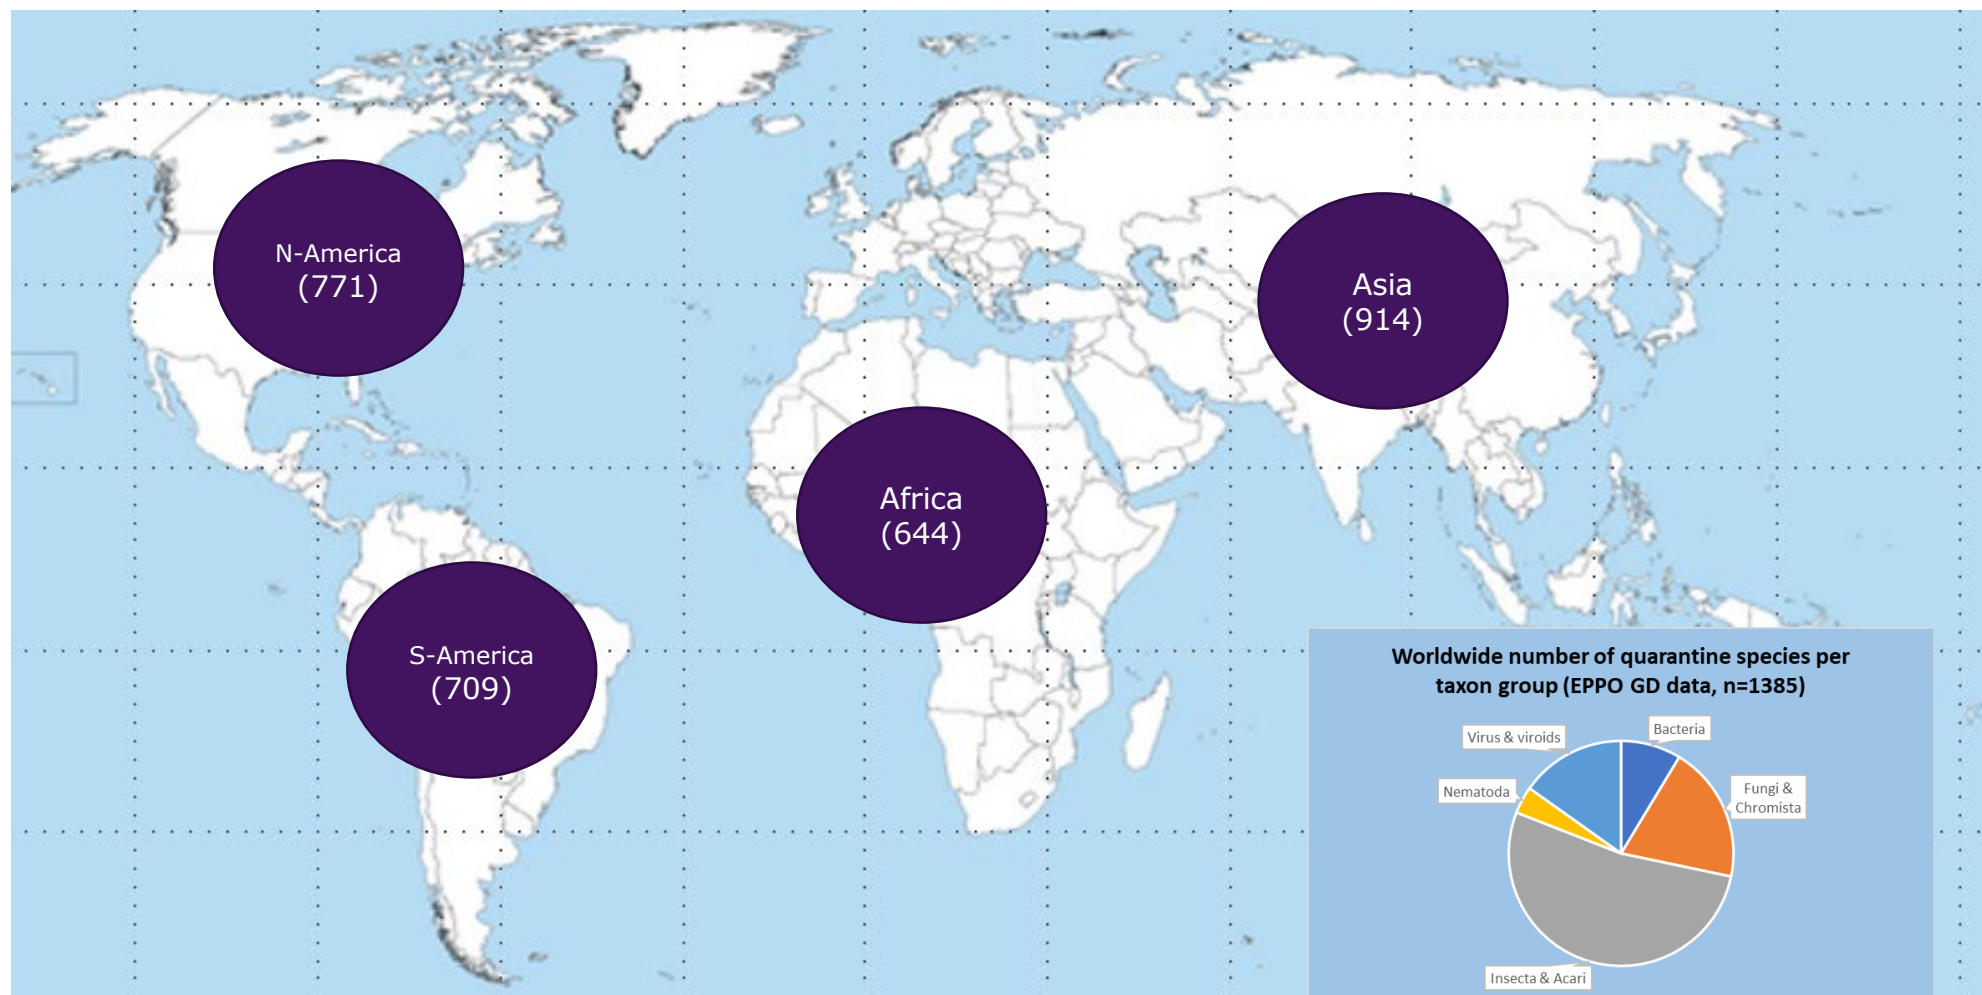 N-America
(771)
Asia
(914)
Africa
(644)
S-America
(709)
Worldwide number of quarantine species per
taxon group (EPPO GD data, n=1385)
Virus & viroids
Bacteria
Nematoda
Fungi &
Chromista
Insecta & Acari